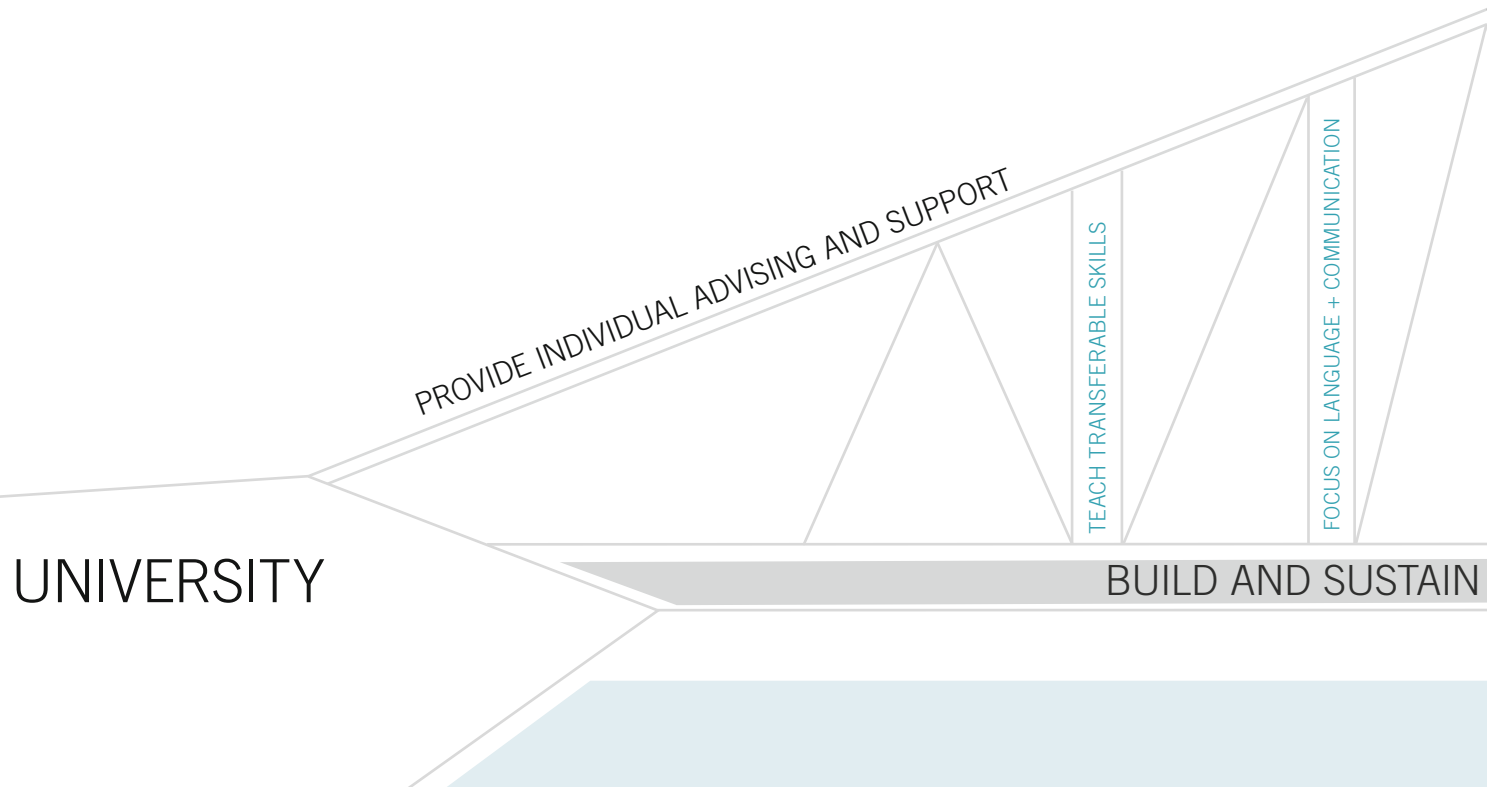 PROVIDE INDIVIDUAL ADVISING AND SUPPORT
TEACH TRANSFERABLE SKILLS
FOCUS ON LANGUAGE + COMMUNICATION
UNIVERSITY
BUILD AND SUSTAIN